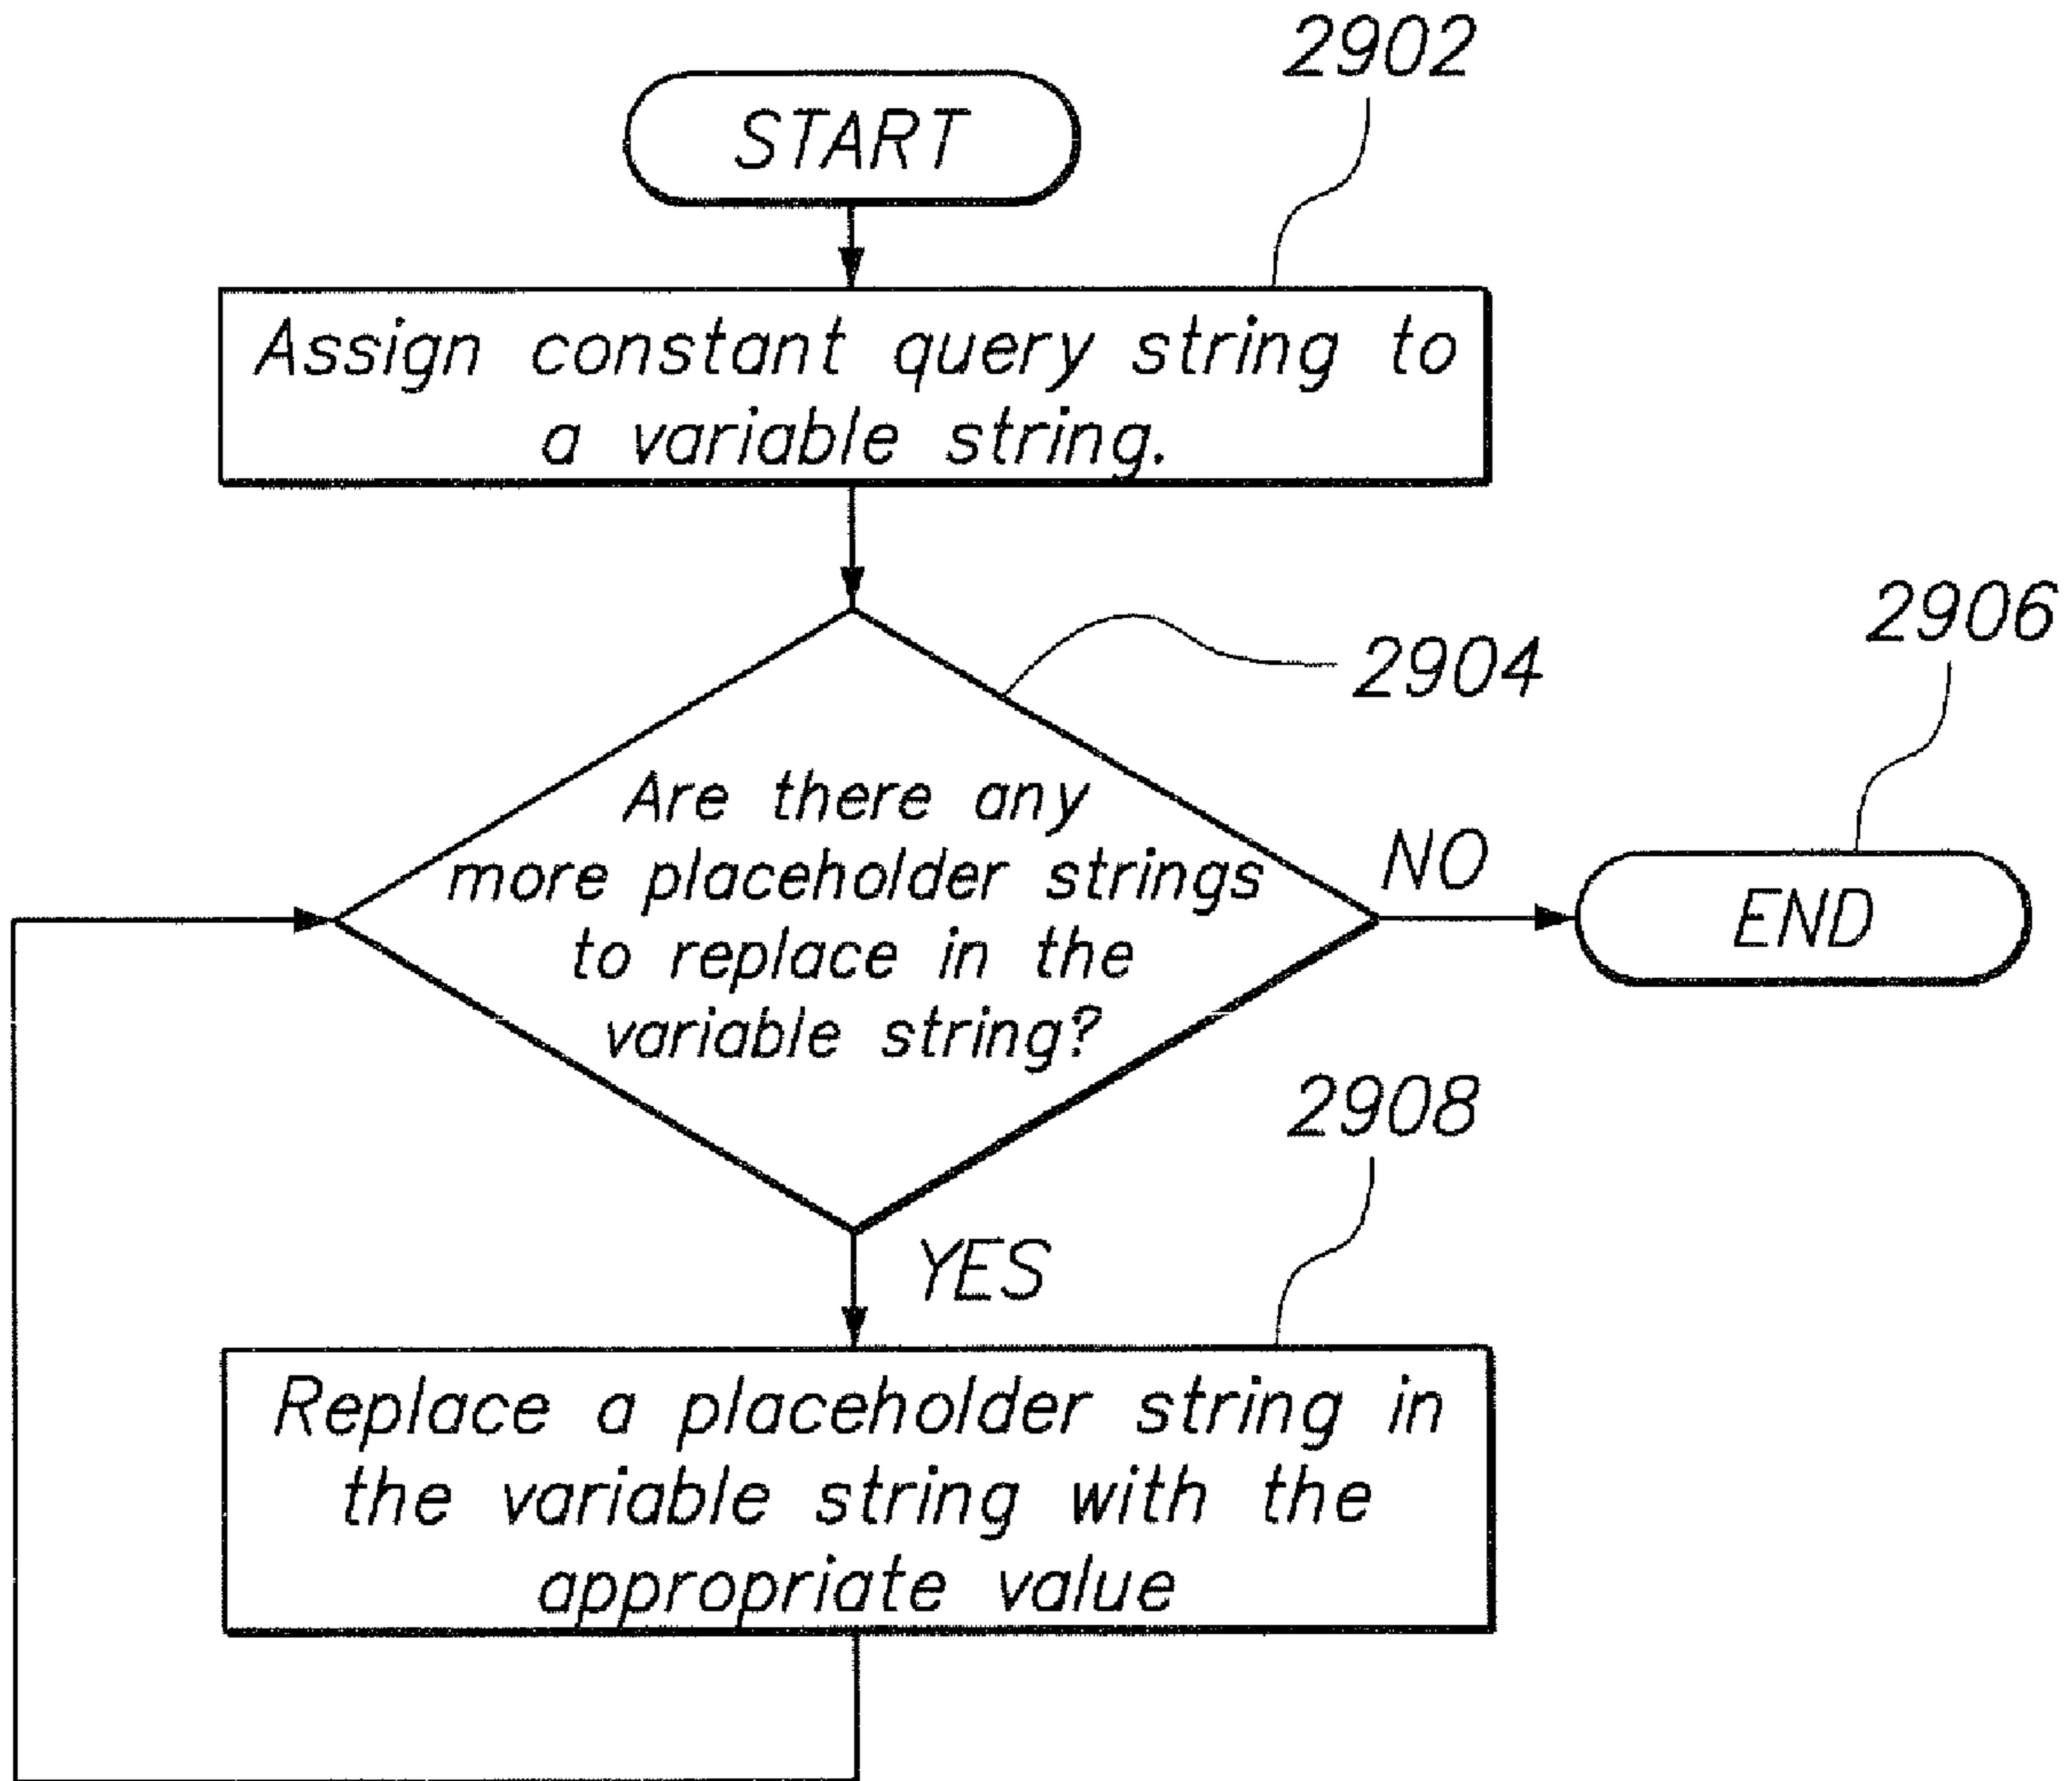 2902
START
Assign constant query string to
a variable string.
2906
2904
Are there any
more placeholder strings
to replace in the
variable string?
NO
END
2908
YES
Replace a placeholder string in
the variable string with the
appropriate value